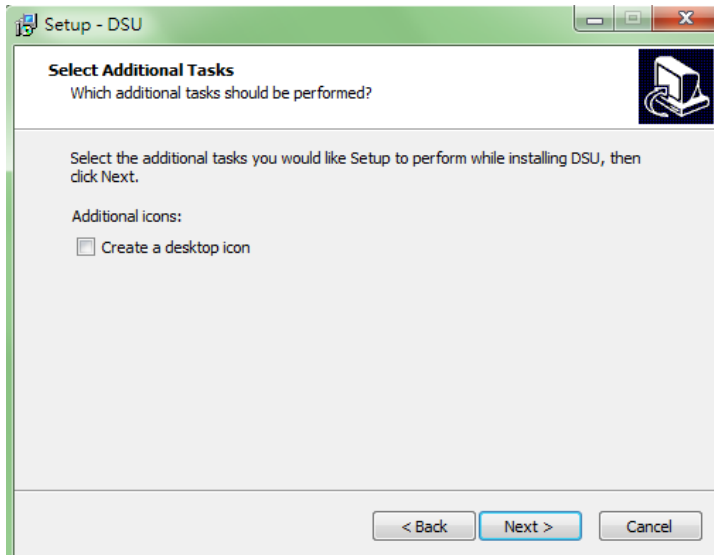 Setup - DSU
Select Additional Tasks
Which additional tasks should be performed?
Select the additional tasks you would like Setup to perform while installing DSU, then
click Next.
Additional icons:
Create a desktop icon
< Back
Next >
Cancel